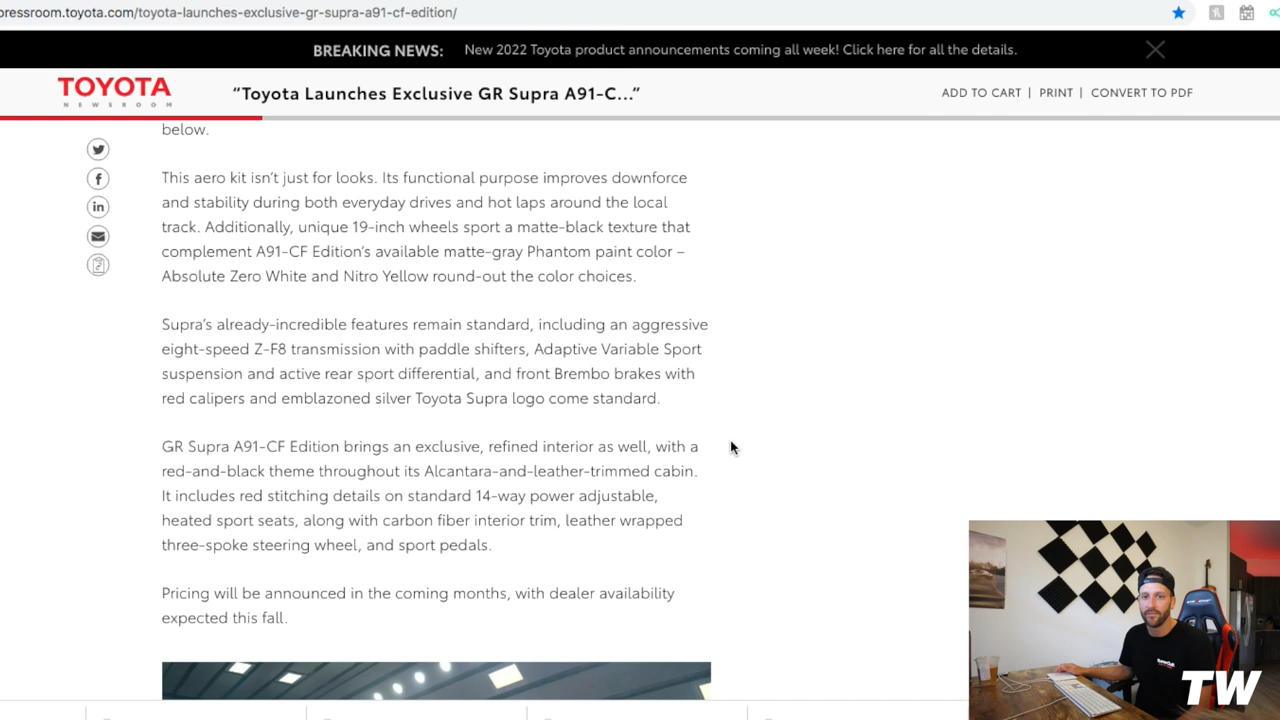 pressroom.toyota.com/toyota-launches-exclusive-gr-supra-a91-cf-edition/
BREAKING NEWS: New 2022 Toyota product announcements coming all week! Click here for all the details.
TOYOTA
NEWSROOM
“Toyota Launches Exclusive GR Supra A91-C...”
ADD TO CART | PRINT | CONVERT TO PDF
below.
This aero kit isn’t just for looks. Its functional purpose improves downforce
and stability during both everyday drives and hot laps around the local
track. Additionally, unique 19-inch wheels sport a matte-black texture that
complement A91-CF Edition’s available matte-gray Phantom paint color –
Absolute Zero White and Nitro Yellow round-out the color choices.
Supra’s already-incredible features remain standard, including an aggressive
eight-speed Z-F8 transmission with paddle shifters, Adaptive Variable Sport
suspension and active rear sport differential, and front Brembo brakes with
red calipers and emblazoned silver Toyota Supra logo come standard.
GR Supra A91-CF Edition brings an exclusive, refined interior as well, with a
red-and-black theme throughout its Alcantara-and-leather-trimmed cabin.
It includes red stitching details on standard 14-way power adjustable,
heated sport seats, along with carbon fiber interior trim, leather wrapped
three-spoke steering wheel, and sport pedals.
Pricing will be announced in the coming months, with dealer availability
expected this fall.
TW